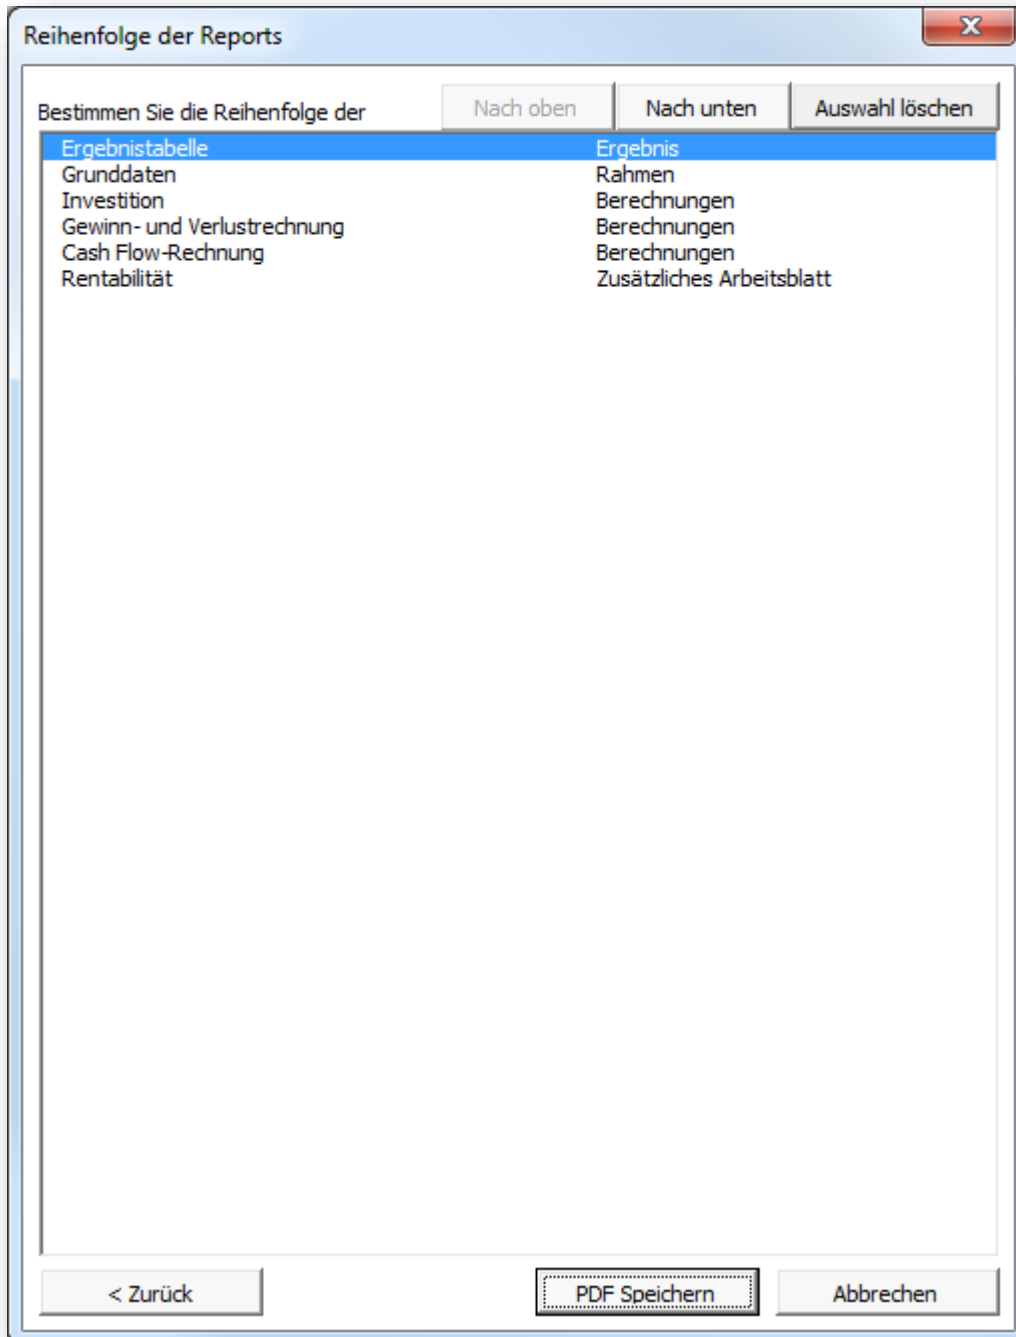 Reihenfolge der Reports
Bestimmen Sie die Reihenfolge der Nach oben Nach unten Auswahl löschen
Ergebnistabelle Ergebnis
Grunddaten Rahmen
Investition Berechnungen
Gewinn- und Verlustrechnung Berechnungen
Cash Flow-Rechnung Berechnungen
Rentabilität Zusätzliches Arbeitsblatt
< Zurück PDF Speichern Abbrechen